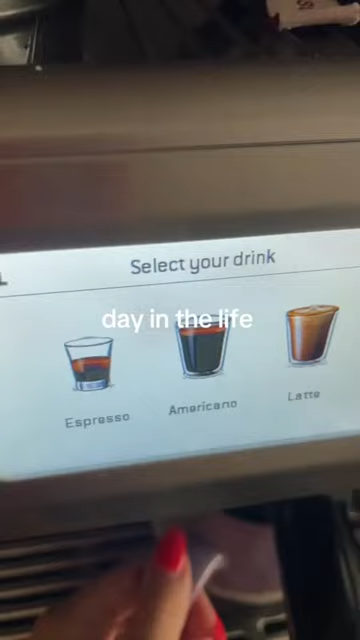 Select your drink
day in the life
Espresso
Americano
Latte